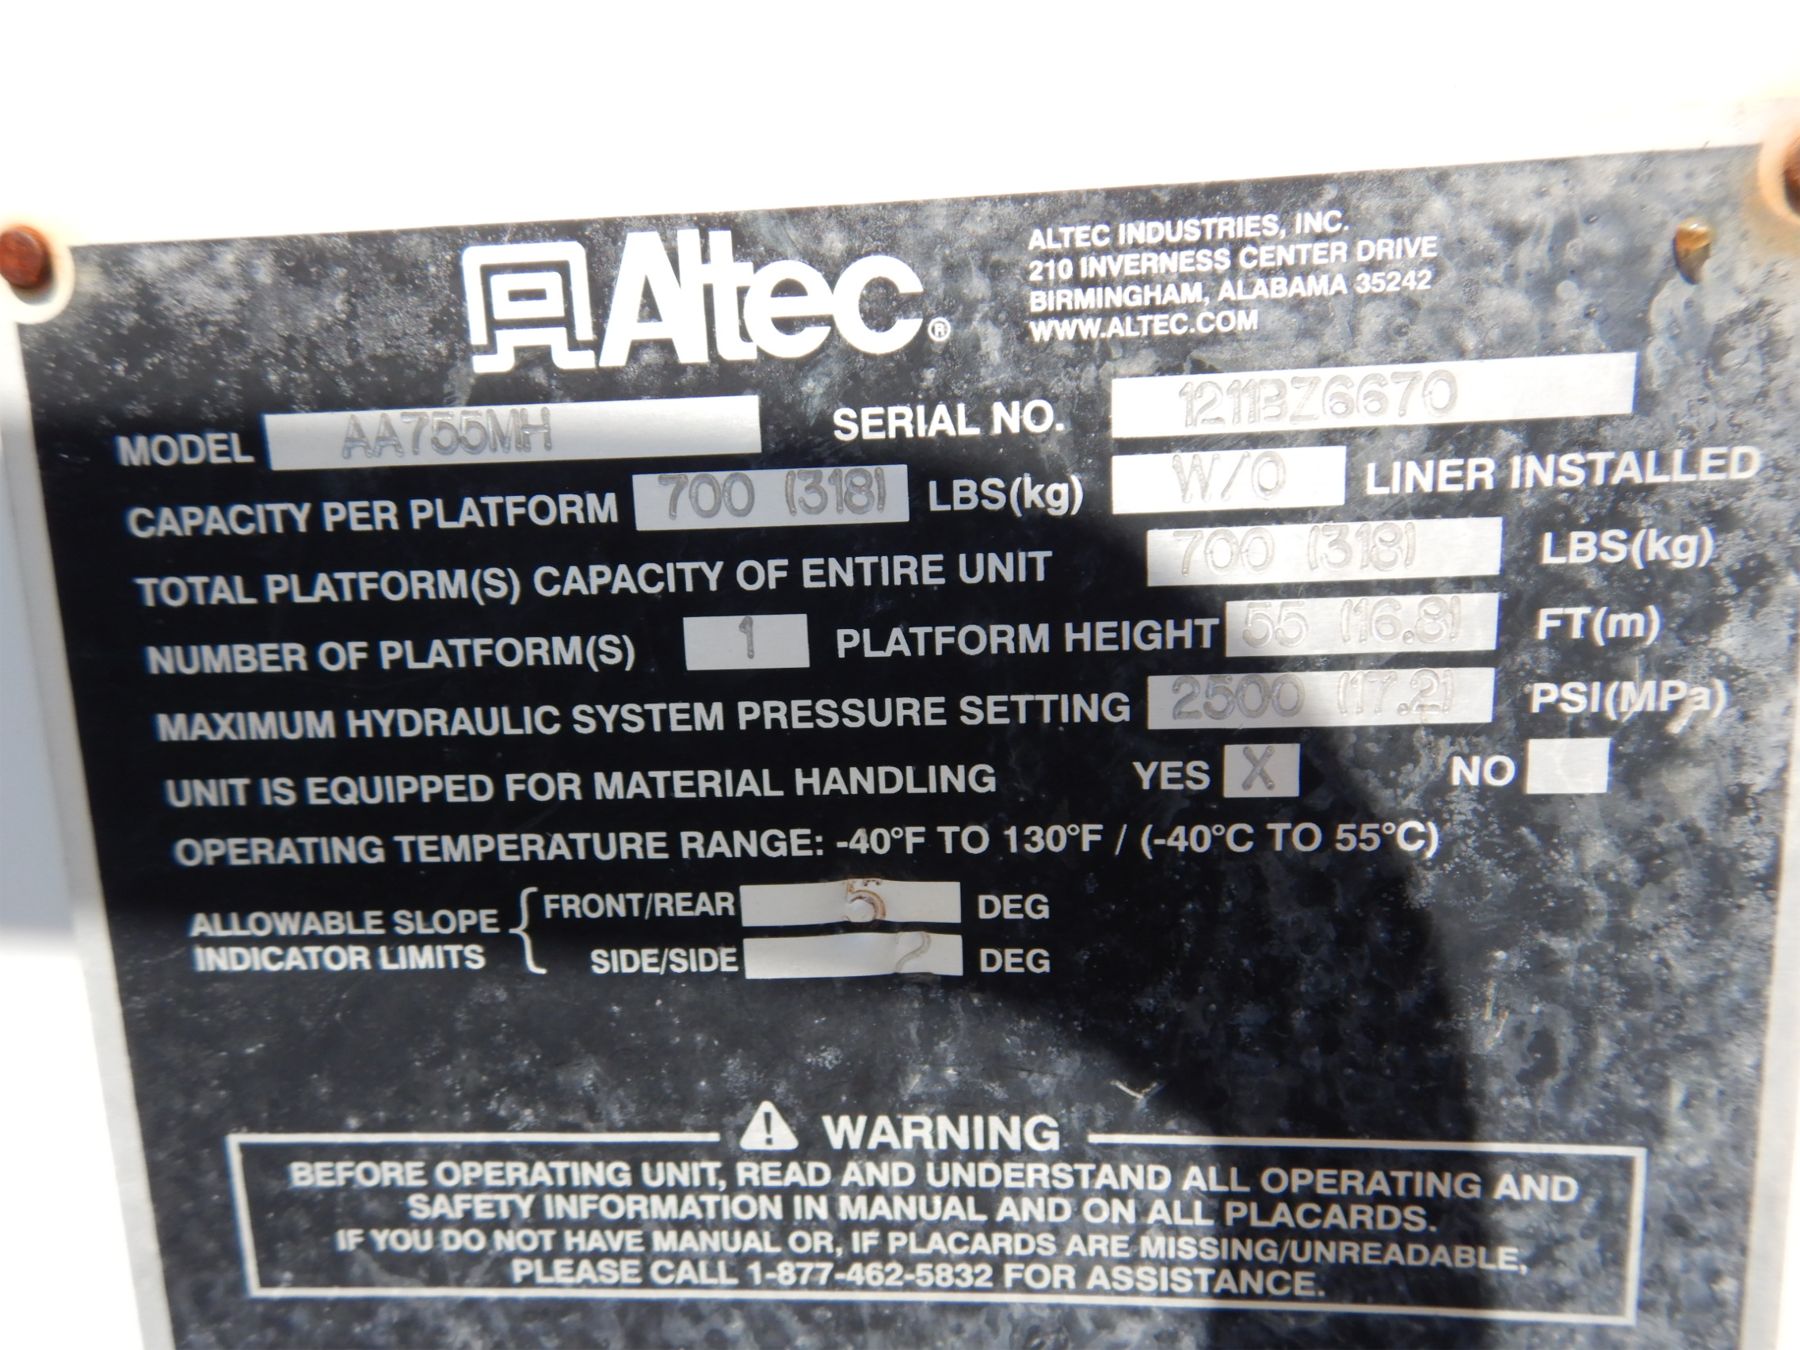 Altec®
ALTEC INDUSTRIES, INC.
210 INVERNESS CENTER DRIVE
BIRMINGHAM, ALABAMA 35242
WWW.ALTEC.COM
MODEL AA755MH SERIAL NO. 1211BZ6670
CAPACITY PER PLATFORM 700 (318) LBS(kg) W/O LINER INSTALLED
TOTAL PLATFORM(S) CAPACITY OF ENTIRE UNIT 700 (318) LBS(kg)
NUMBER OF PLATFORM(S) 1 PLATFORM HEIGHT 55 (16.8) FT(m)
MAXIMUM HYDRAULIC SYSTEM PRESSURE SETTING 2500 (17.2) PSI(MPa)
UNIT IS EQUIPPED FOR MATERIAL HANDLING YES X NO
OPERATING TEMPERATURE RANGE: -40°F TO 130°F / (-40°C TO 55°C)
ALLOWABLE SLOPE INDICATOR LIMITS
FRONT/REAR 5 DEG
SIDE/SIDE 2 DEG
WARNING
BEFORE OPERATING UNIT, READ AND UNDERSTAND ALL OPERATING AND
SAFETY INFORMATION IN MANUAL AND ON ALL PLACARDS.
IF YOU DO NOT HAVE MANUAL OR, IF PLACARDS ARE MISSING/UNREADABLE,
PLEASE CALL 1-877-462-5832 FOR ASSISTANCE.